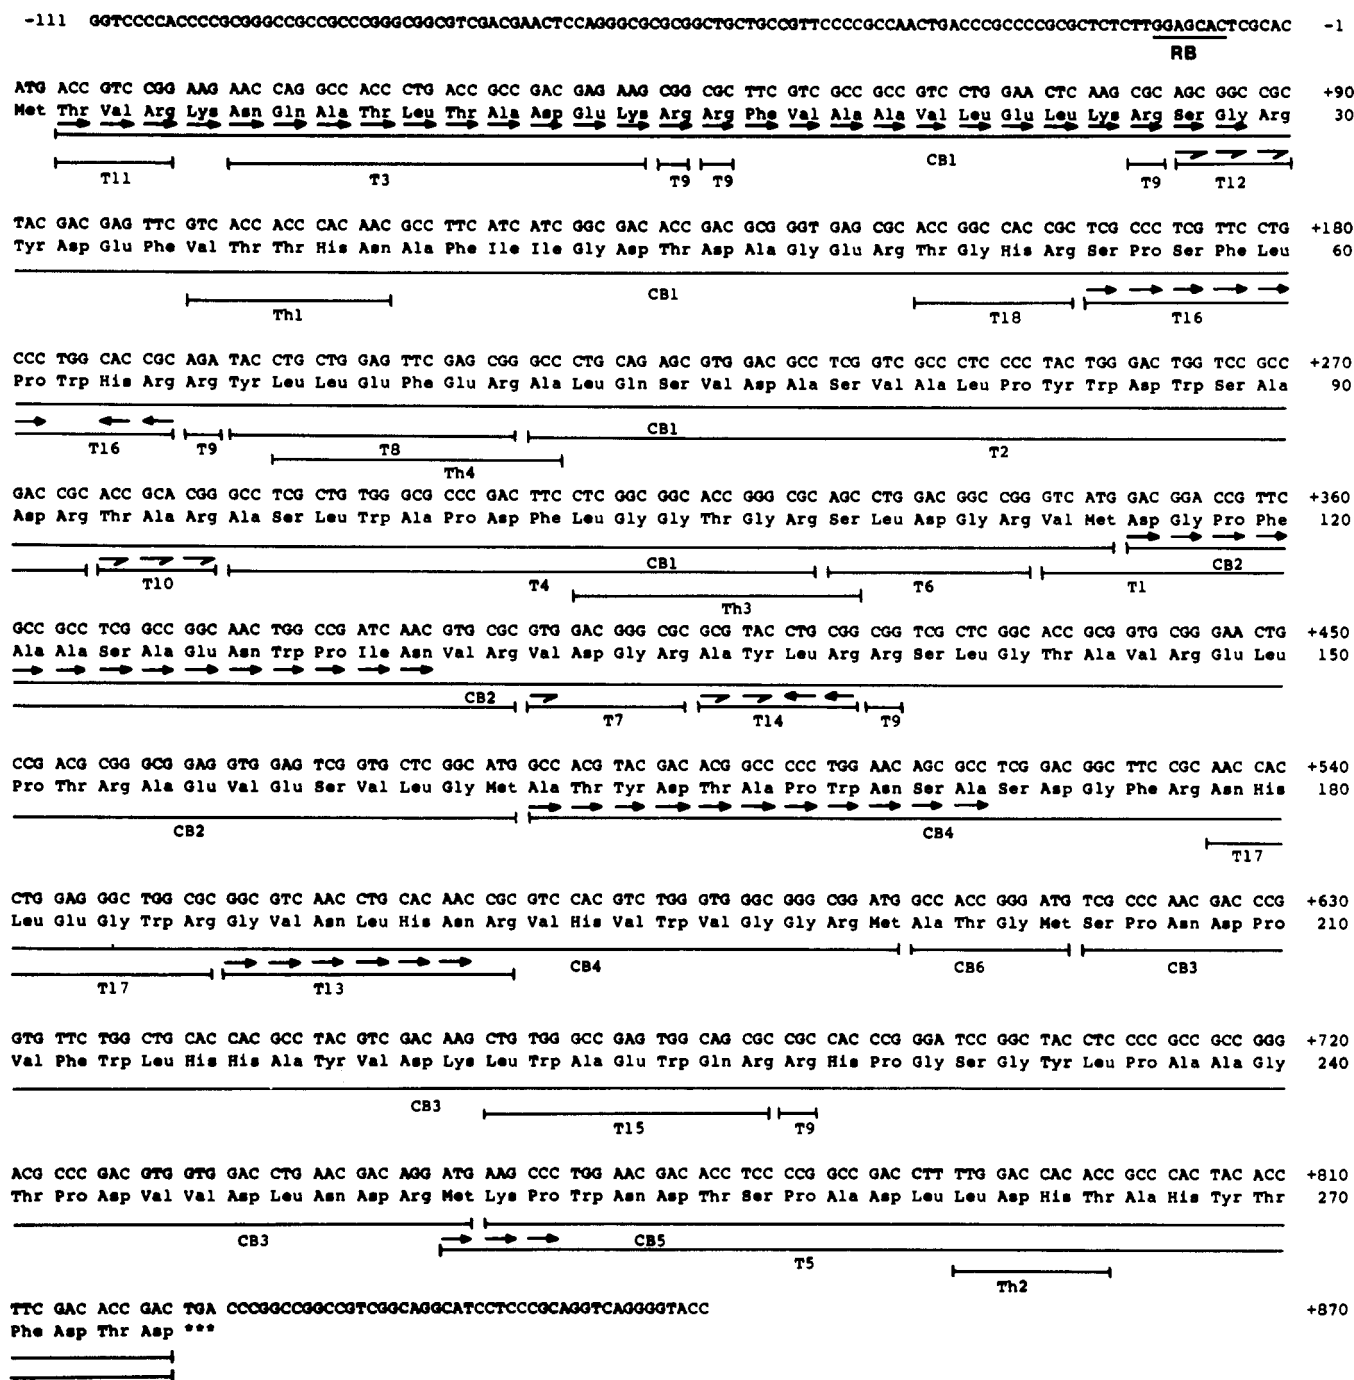 -111 GGTCCCCACCCCGCGGGCCGCCGCCCGGGCGGCGTCGACGAACTCCAGGGCGCGCGGCTGCTGCCGTTCCCCGCCAACTGACCCGCCCCGCGCTCTCTTGGAGCACTCGCAC -1
RB
ATG ACC GTC CGG AAG AAC CAG GCC ACC CTG ACC GCC GAC GAG AAG CGG CGC TTC GTC GCC GCC GTC CTG GAA CTC AAG CGC AGC GGC CGC +90
Met Thr Val Arg Lys Asn Gln Ala Thr Leu Thr Ala Asp Glu Lys Arg Arg Phe Val Ala Ala Val Leu Glu Leu Lys Arg Ser Gly Arg 30
CB1
T11 T3 T9 T9 T9 T12
TAC GAC GAG TTC GTC ACC ACC CAC AAC GCC TTC ATC ATC GGC GAC ACC GAC GCG GGT GAG CGC ACC GGC CAC CGC TCG CCC TCG TTC CTG +180
Tyr Asp Glu Phe Val Thr Thr His Asn Ala Phe Ile Ile Gly Asp Thr Asp Ala Gly Glu Arg Thr Gly His Arg Ser Pro Ser Phe Leu 60
CB1
Th1 T18 T16
CCC TGG CAC CGC AGA TAC CTG CTG GAG TTC GAG CGG GCC CTG CAG AGC GTG GAC GCC TCG GTC GCC CTC CCC TAC TGG GAC TGG TCC GCC +270
Pro Trp His Arg Arg Tyr Leu Leu Glu Phe Glu Arg Ala Leu Gln Ser Val Asp Ala Ser Val Ala Leu Pro Tyr Trp Asp Trp Ser Ala 90
CB1
T16 T9 T8 T2
Th4
GAC CGC ACC GCA CGG GCC TCG CTG TGG GCG CCC GAC TTC CTC GGC GGC ACC GGG CGC AGC CTG GAC GGC CGG GTC ATG GAC GGA CCG TTC +360
Asp Arg Thr Ala Arg Ala Ser Leu Trp Ala Pro Asp Phe Leu Gly Gly Thr Gly Arg Ser Leu Asp Gly Arg Val Met Asp Gly Pro Phe 120
CB1 CB2
T10 T4 T6 T1
Th3
GCC GCC TCG GCC GGC AAC TGG CCG ATC AAC GTG CGC GTG GAC GGG CGC GCG TAC CTG CGG CGG TCG CTC GGC ACC GCG GTG CGG GAA CTG +450
Ala Ala Ser Ala Glu Asn Trp Pro Ile Asn Val Arg Val Asp Gly Arg Ala Tyr Leu Arg Arg Ser Leu Gly Thr Ala Val Arg Glu Leu 150
CB2
T7 T14 T9
CCG ACG CGG GCG GAG GTG GAG TCG GTG CTC GGC ATG GCC ACG TAC GAC ACG GCC CCC TGG AAC AGC GCC TCG GAC GGC TTC CGC AAC CAC +540
Pro Thr Arg Ala Glu Val Glu Ser Val Leu Gly Met Ala Thr Tyr Asp Thr Ala Pro Trp Asn Ser Ala Ser Asp Gly Phe Arg Asn His 180
CB2 CB4
T17
CTG GAG GGC TGG CGC GGC GTC AAC CTG CAC AAC CGC GTC CAC GTC TGG GTG GGC GGG CGG ATG GCC ACC GGG ATG TCG CCC AAC GAC CCG +630
Leu Glu Gly Trp Arg Gly Val Asn Leu His Asn Arg Val His Val Trp Val Gly Gly Arg Met Ala Thr Gly Met Ser Pro Asn Asp Pro 210
CB4 CB6 CB3
T17 T13
GTG TTC TGG CTG CAC CAC GCC TAC GTC GAC AAG CTG TGG GCC GAG TGG CAG CGC CGC CAC CCG GGA TCC GGC TAC CTC CCC GCC GCC GGG +720
Val Phe Trp Leu His His Ala Tyr Val Asp Lys Leu Trp Ala Glu Trp Gln Arg Arg His Pro Gly Ser Gly Tyr Leu Pro Ala Ala Gly 240
CB3
T15 T9
ACG CCC GAC GTG GTG GAC CTG AAC GAC AGG ATG AAG CCC TGG AAC GAC ACC TCC CCG GCC GAC CTT TTG GAC CAC ACC GCC CAC TAC ACC +810
Thr Pro Asp Val Val Asp Leu Asn Asp Arg Met Lys Pro Trp Asn Asp Thr Ser Pro Ala Asp Leu Leu Asp His Thr Ala His Tyr Thr 270
CB3 CB5
T5
Th2
TTC GAC ACC GAC TGA CCCGGCCGGCCGTCGGCAGGCATCCTCCCGCAGGTCAGGGGTACC +870
Phe Asp Thr Asp ***